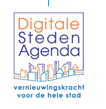 Digitale
Steden
Agenda
vernieuwingskracht
voor de hele stad